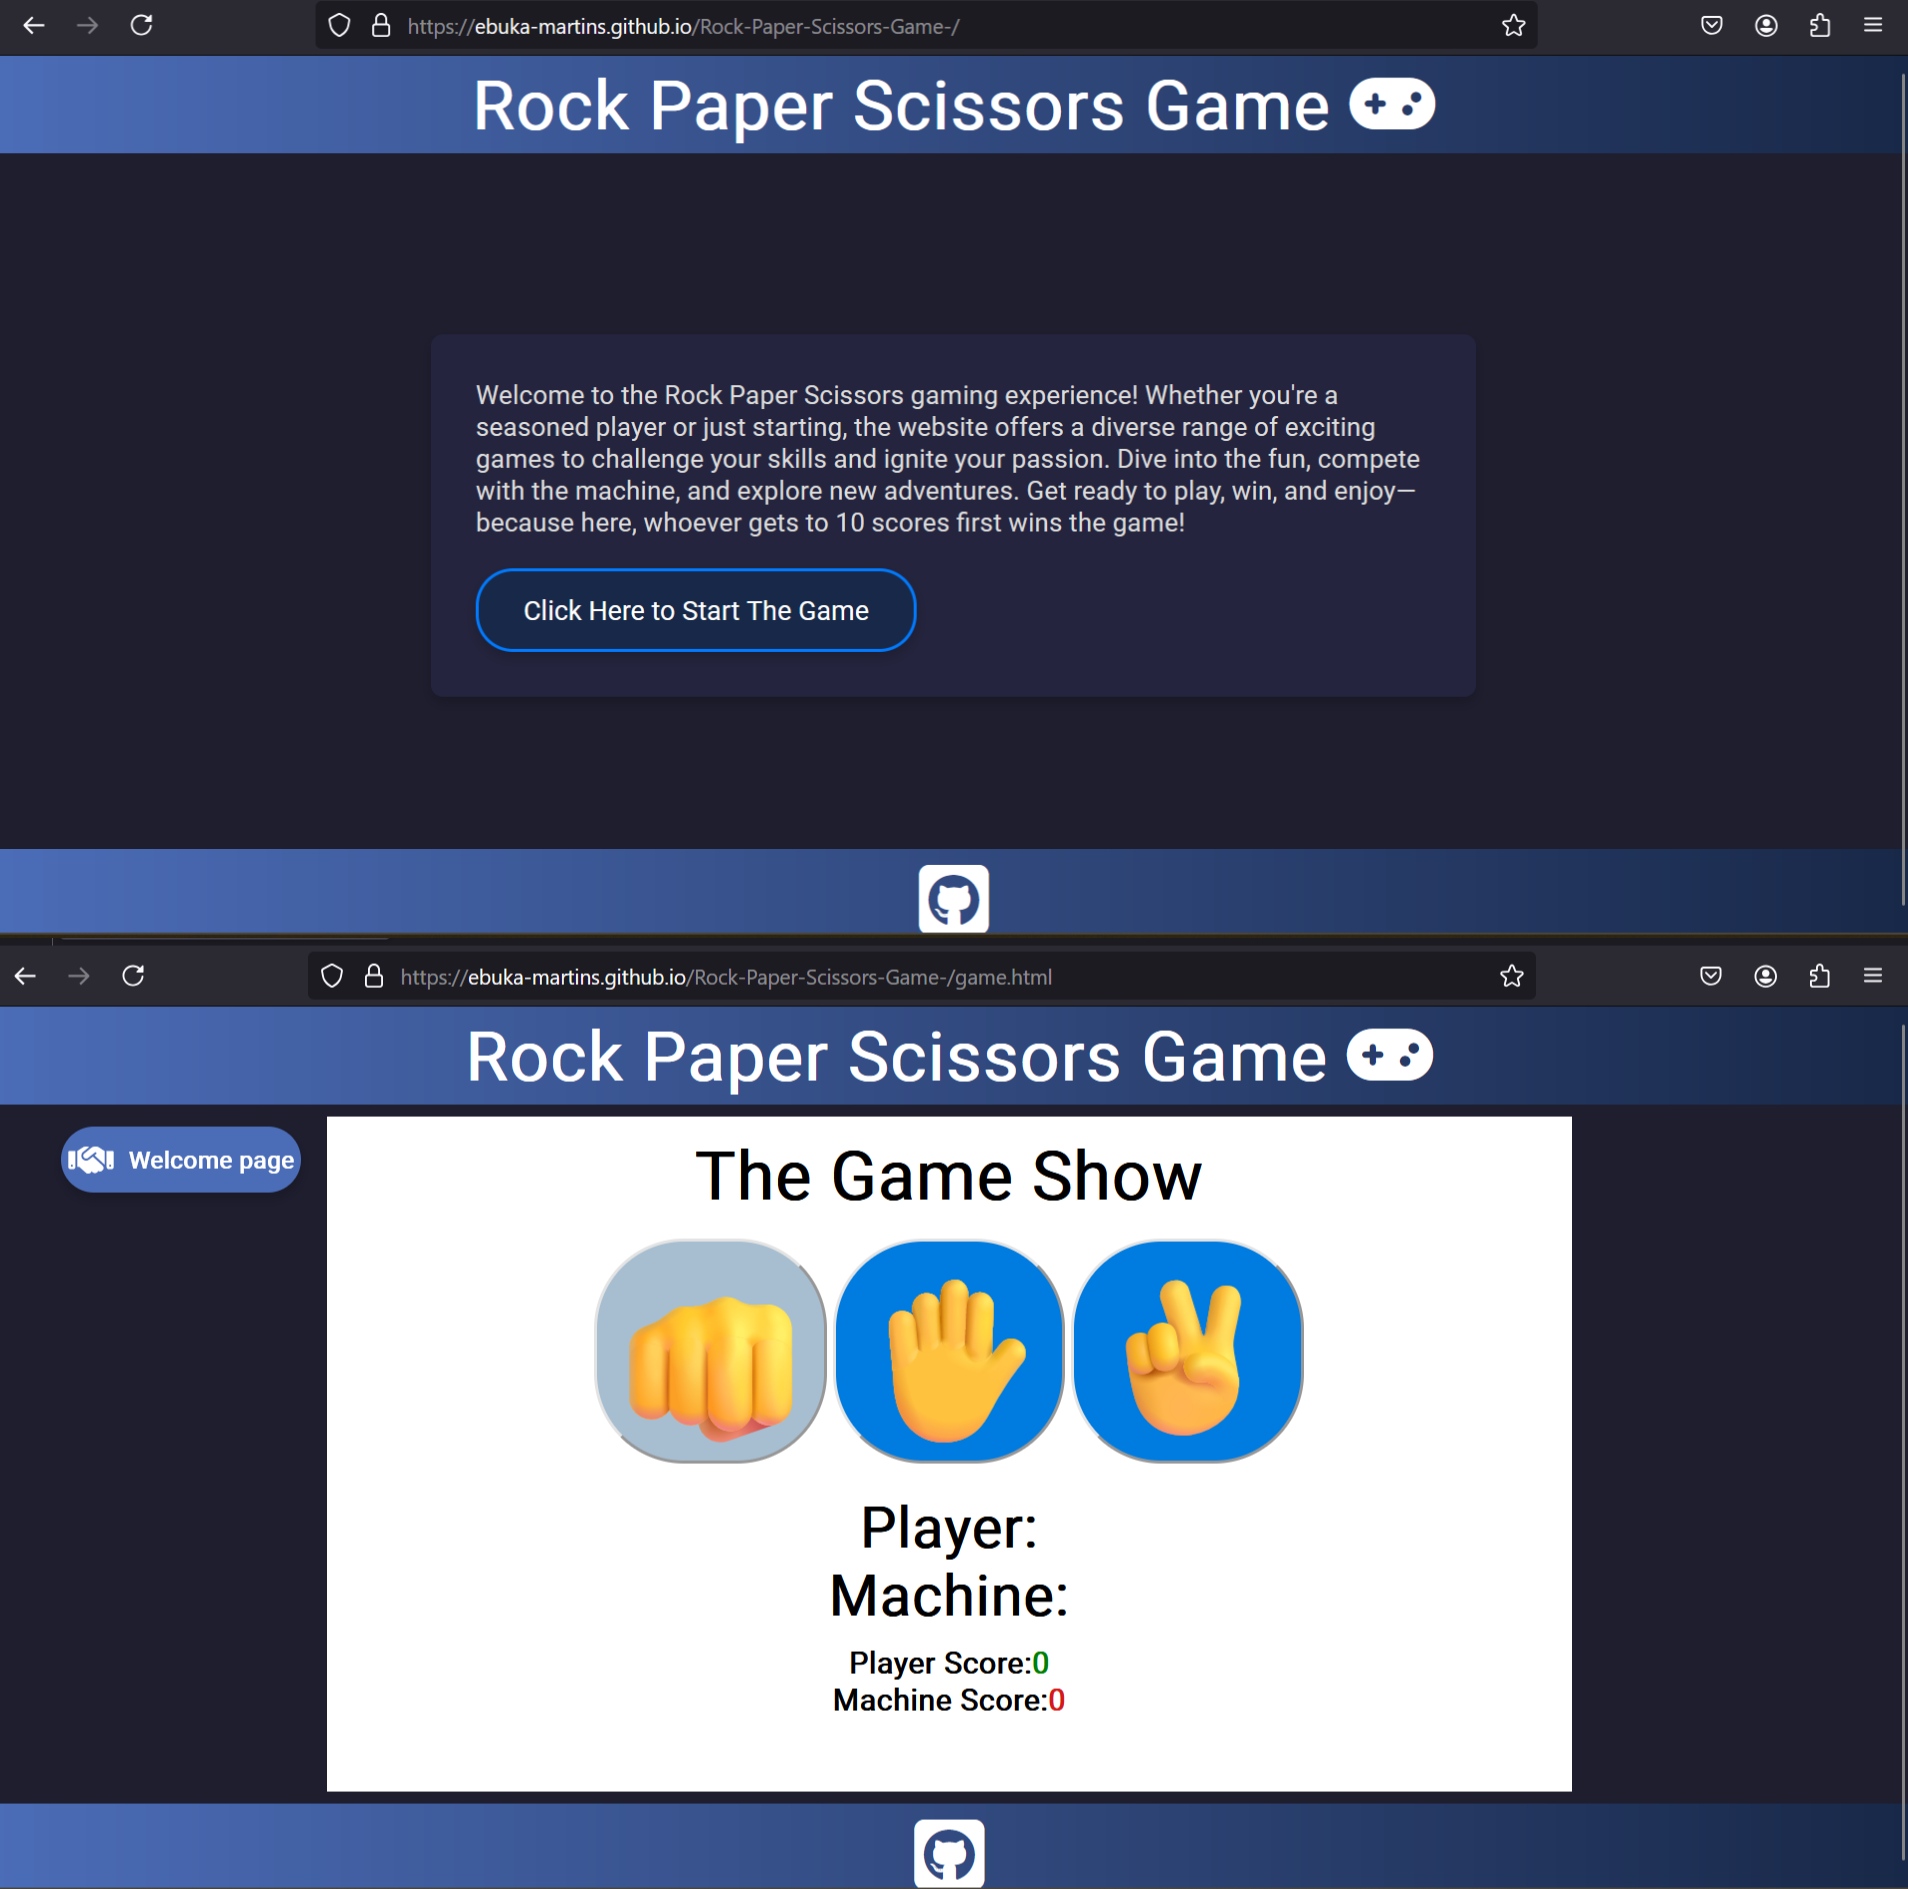 https://ebuka-martins.github.io/Rock-Paper-Scissors-Game-/
Rock Paper Scissors Game
Welcome to the Rock Paper Scissors gaming experience! Whether you're a
seasoned player or just starting, the website offers a diverse range of exciting
games to challenge your skills and ignite your passion. Dive into the fun, compete
with the machine, and explore new adventures. Get ready to play, win, and enjoy—
because here, whoever gets to 10 scores first wins the game!
Click Here to Start The Game
https://ebuka-martins.github.io/Rock-Paper-Scissors-Game-/game.html
Rock Paper Scissors Game
Welcome page
The Game Show
Player:
Machine:
Player Score:0
Machine Score:0